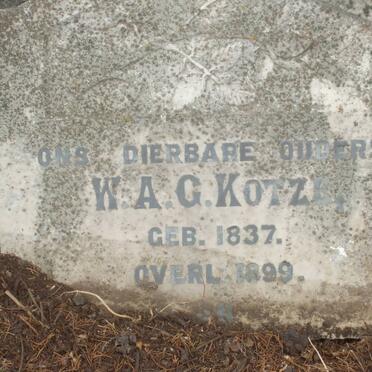 ONS DIERBARE OUDERS
W.A.G. KOTZE.
GEB. 1837.
OVERL. 1899.